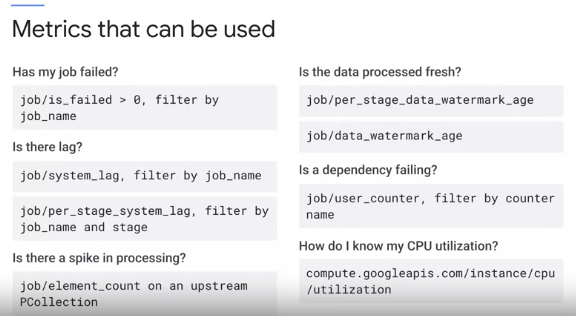 Metrics that can be used
Has my job failed?
job/is_failed > 0, filter by
job_name
Is there lag?
job/system_lag, filter by job_name
job/per_stage_system_lag, filter by
job_name and stage
Is there a spike in processing?
job/element_count on an upstream
PCollection
Is the data processed fresh?
job/per_stage_data_watermark_age
job/data_watermark_age
Is a dependency failing?
job/user_counter, filter by counter
name
How do I know my CPU utilization?
compute.googleapis.com/instance/cpu
/utilization